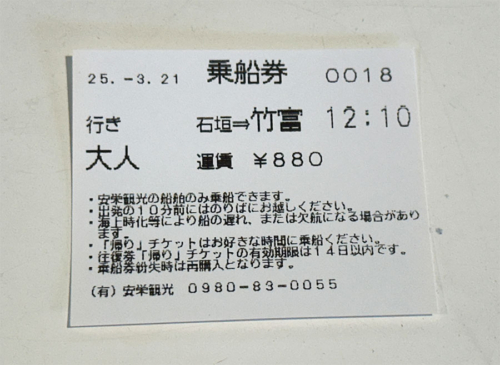 25. -3. 21 乗船券 0018
行き 石垣⇒竹富 12:10
大人 運賃 ¥880
・安栄観光の船舶のみ乗船できます。
・出発の10分前にはのりばにお越しください。
・海上時化等により船の遅れ、または欠航になる場合があり
ます。
・「帰り」チケットはお好きな時間に乗船ください。
・往復券「帰り」チケットの有効期限は14日以内です。
・乗船券紛失時は再購入となります。
(有) 安栄観光 0980-83-0055